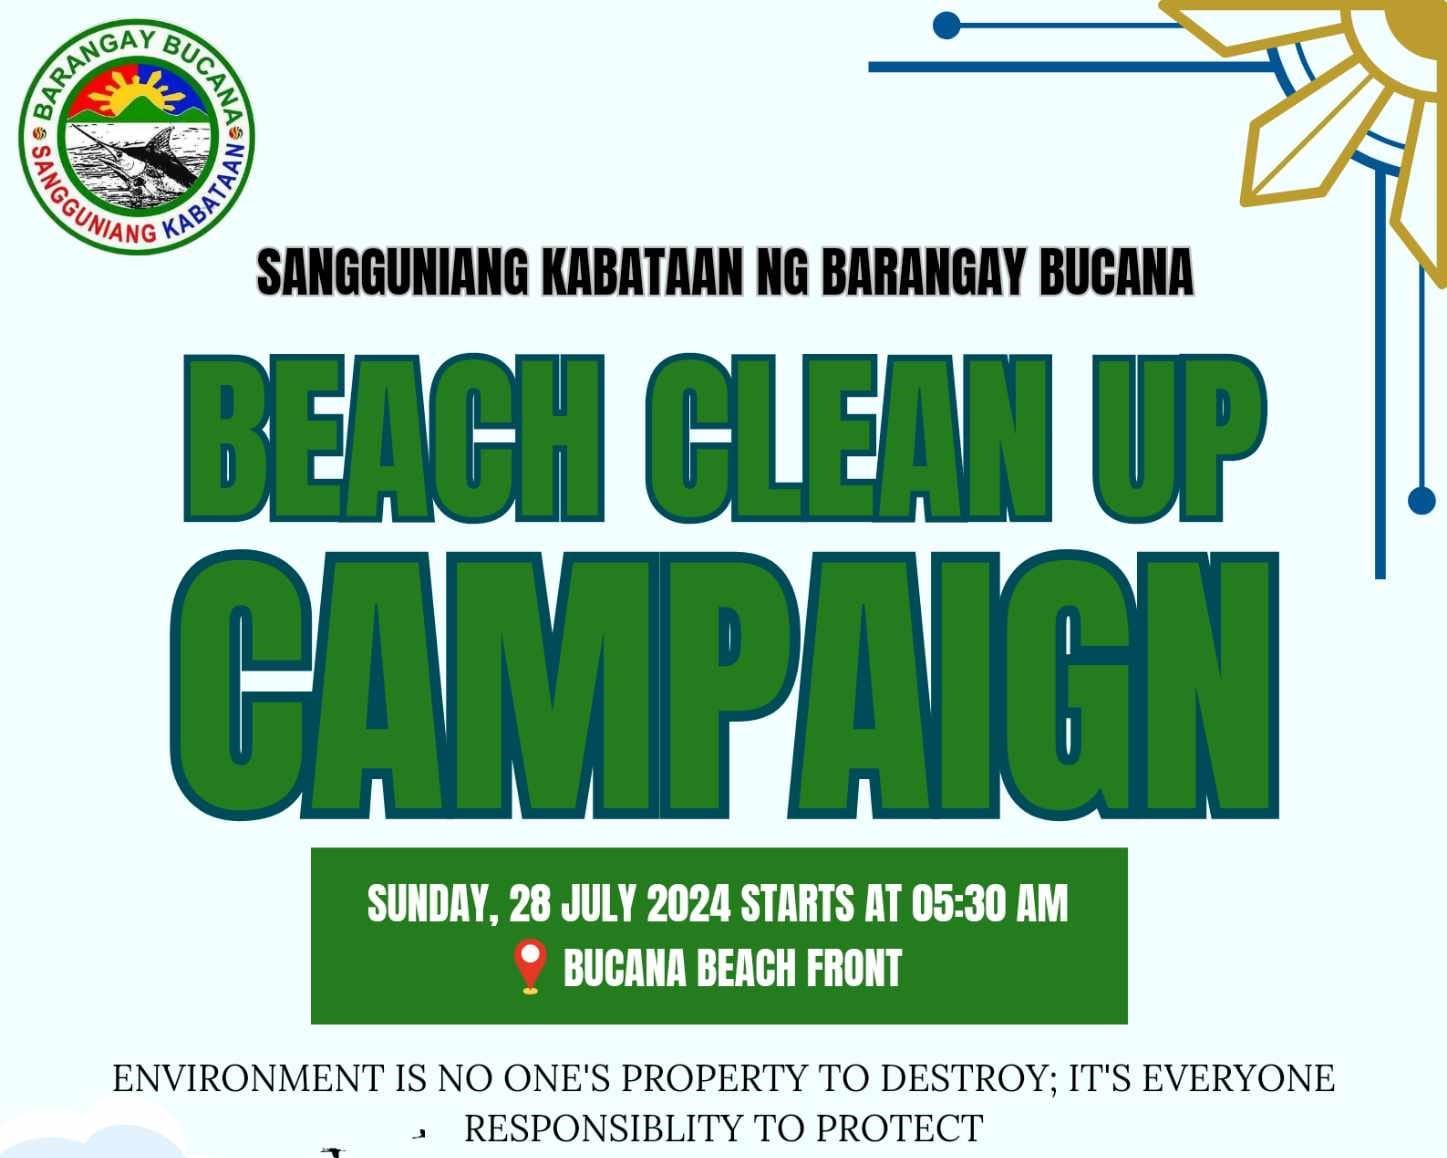 BARANGAY BUCANA
SANGGUNIANG KABATAAN
SANGGUNIANG KABATAAN NG BARANGAY BUCANA
BEACH CLEAN UP
CAMPAIGN
SUNDAY, 28 JULY 2024 STARTS AT 05:30 AM
BUCANA BEACH FRONT
ENVIRONMENT IS NO ONE'S PROPERTY TO DESTROY; IT'S EVERYONE
RESPONSIBLITY TO PROTECT